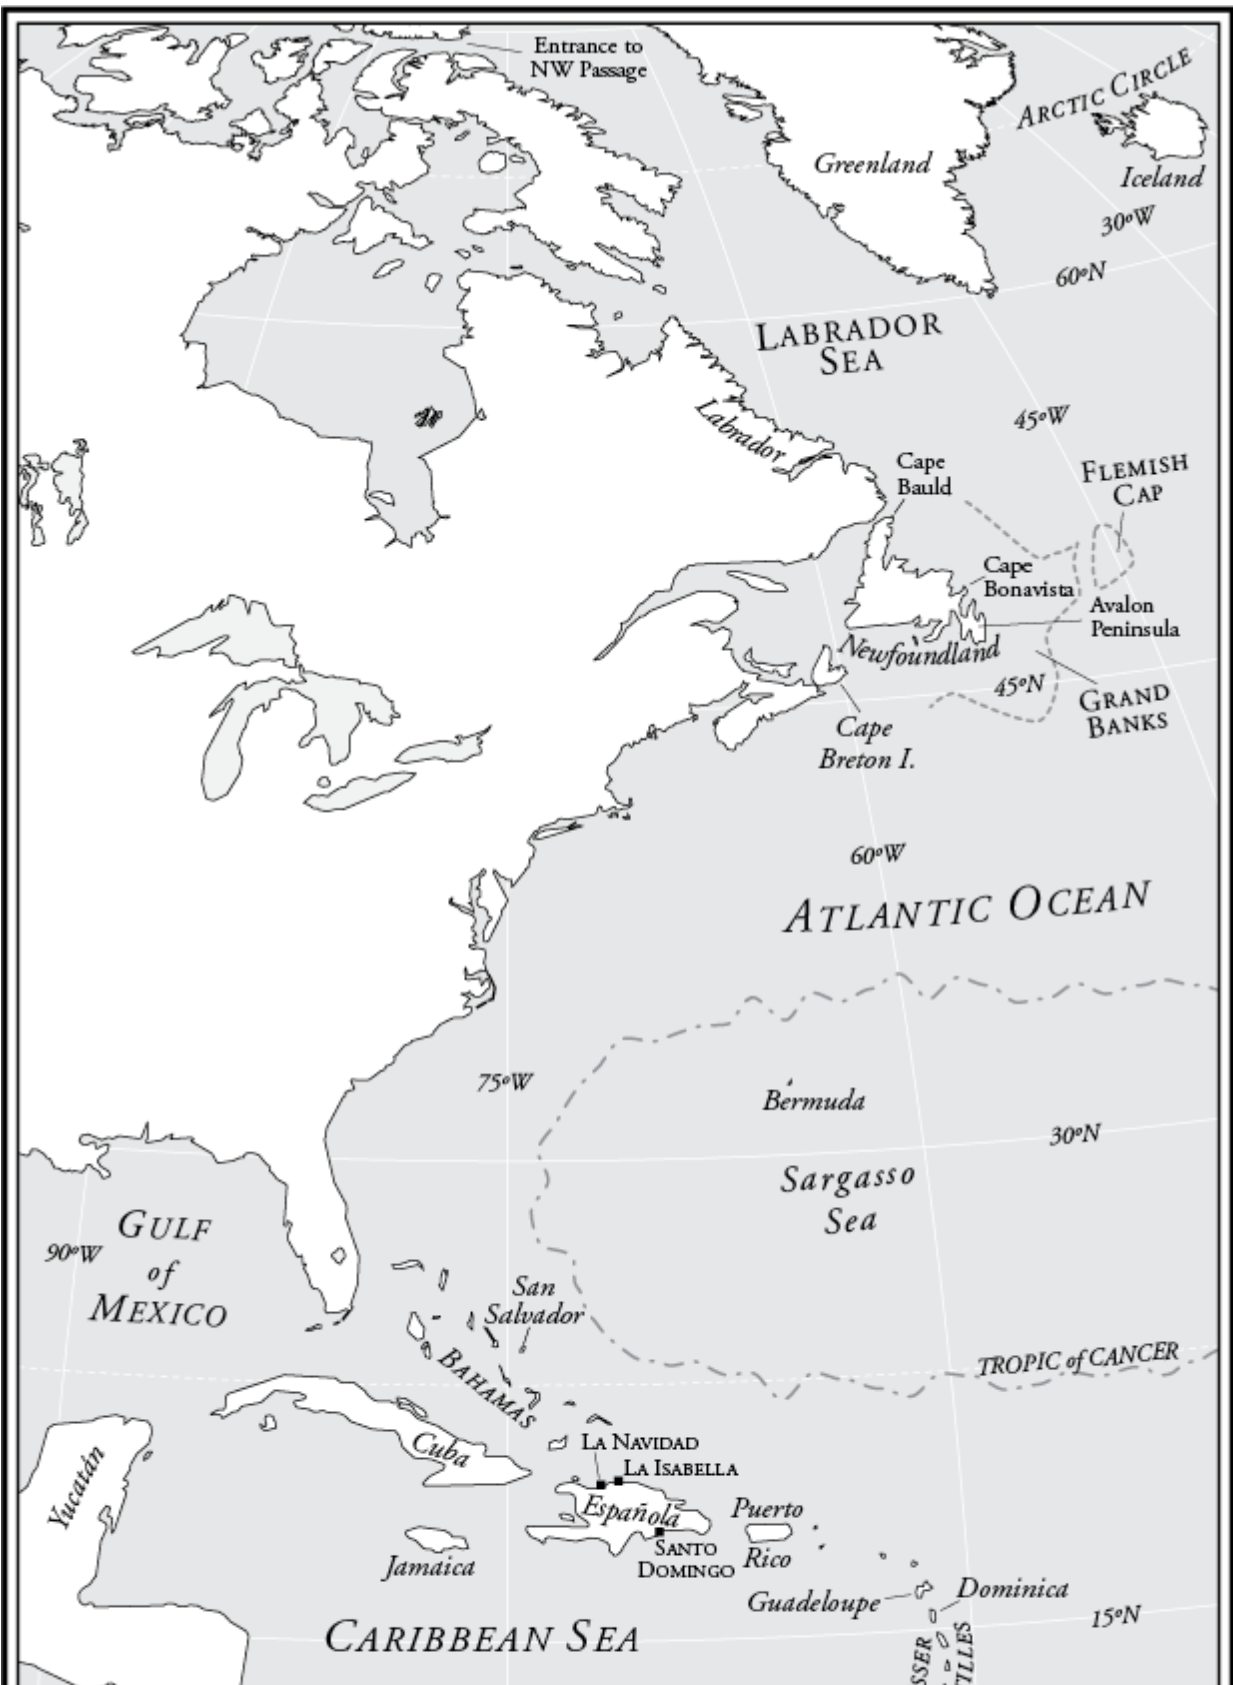 Entrance to
NW Passage
ARCTIC CIRCLE
Greenland
Iceland
30°W
60°N
LABRADOR
SEA
45°W
Labrador
Cape
Bauld
FLEMISH
CAP
Cape
Bonavista
Avalon
Peninsula
Newfoundland
45°N
GRAND
BANKS
Cape
Breton I.
60°W
ATLANTIC OCEAN
75°W
Bermuda
30°N
Sargasso
Sea
GULF
of
MEXICO
90°W
San
Salvador
BAHAMAS
TROPIC of CANCER
Cuba
Yucatán
LA NAVIDAD
LA ISABELLA
Española
Puerto
Rico
SANTO
DOMINGO
Jamaica
Guadeloupe
Dominica
15°N
CARIBBEAN SEA
SSER
TILLES